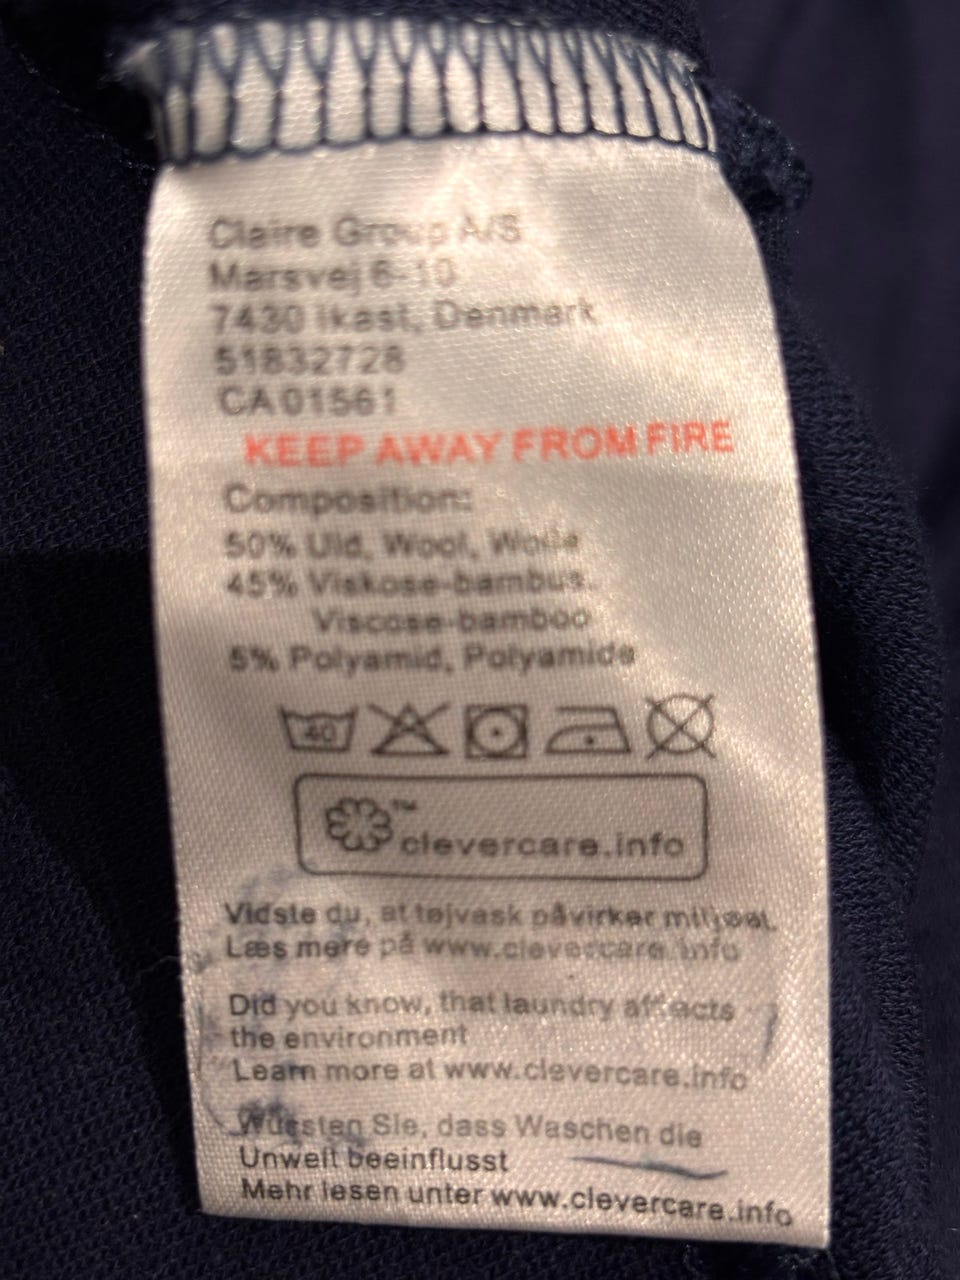 Claire Group A/S
Marsvej 6-10
7430 Ikast, Denmark
51832728
CA01561
KEEP AWAY FROM FIRE
Composition:
50% Uld, Wool, Wolle
45% Viskose-bambus.
Viscose-bamboo
5% Polyamid, Polyamide
40
™
clevercare.info
Vidste du, at tøjvask påvirker miljøet.
Læs mere på www.clevercare.info
Did you know, that laundry affects
the environment
Learn more at www.clevercare.info
Wussten Sie, dass Waschen die
Unwelt beeinflusst
Mehr lesen unter www.clevercare.info